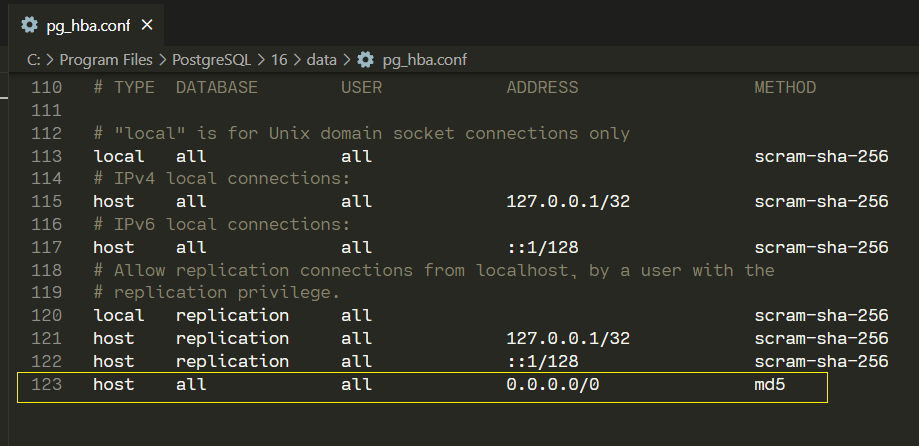 pg_hba.conf
C: > Program Files > PostgreSQL > 16 > data > pg_hba.conf
110 # TYPE DATABASE USER ADDRESS METHOD
111
112 # "local" is for Unix domain socket connections only
113 local all all scram-sha-256
114 # IPv4 local connections:
115 host all all 127.0.0.1/32 scram-sha-256
116 # IPv6 local connections:
117 host all all ::1/128 scram-sha-256
118 # Allow replication connections from localhost, by a user with the
119 # replication privilege.
120 local replication all scram-sha-256
121 host replication all 127.0.0.1/32 scram-sha-256
122 host replication all ::1/128 scram-sha-256
123 host all all 0.0.0.0/0 md5